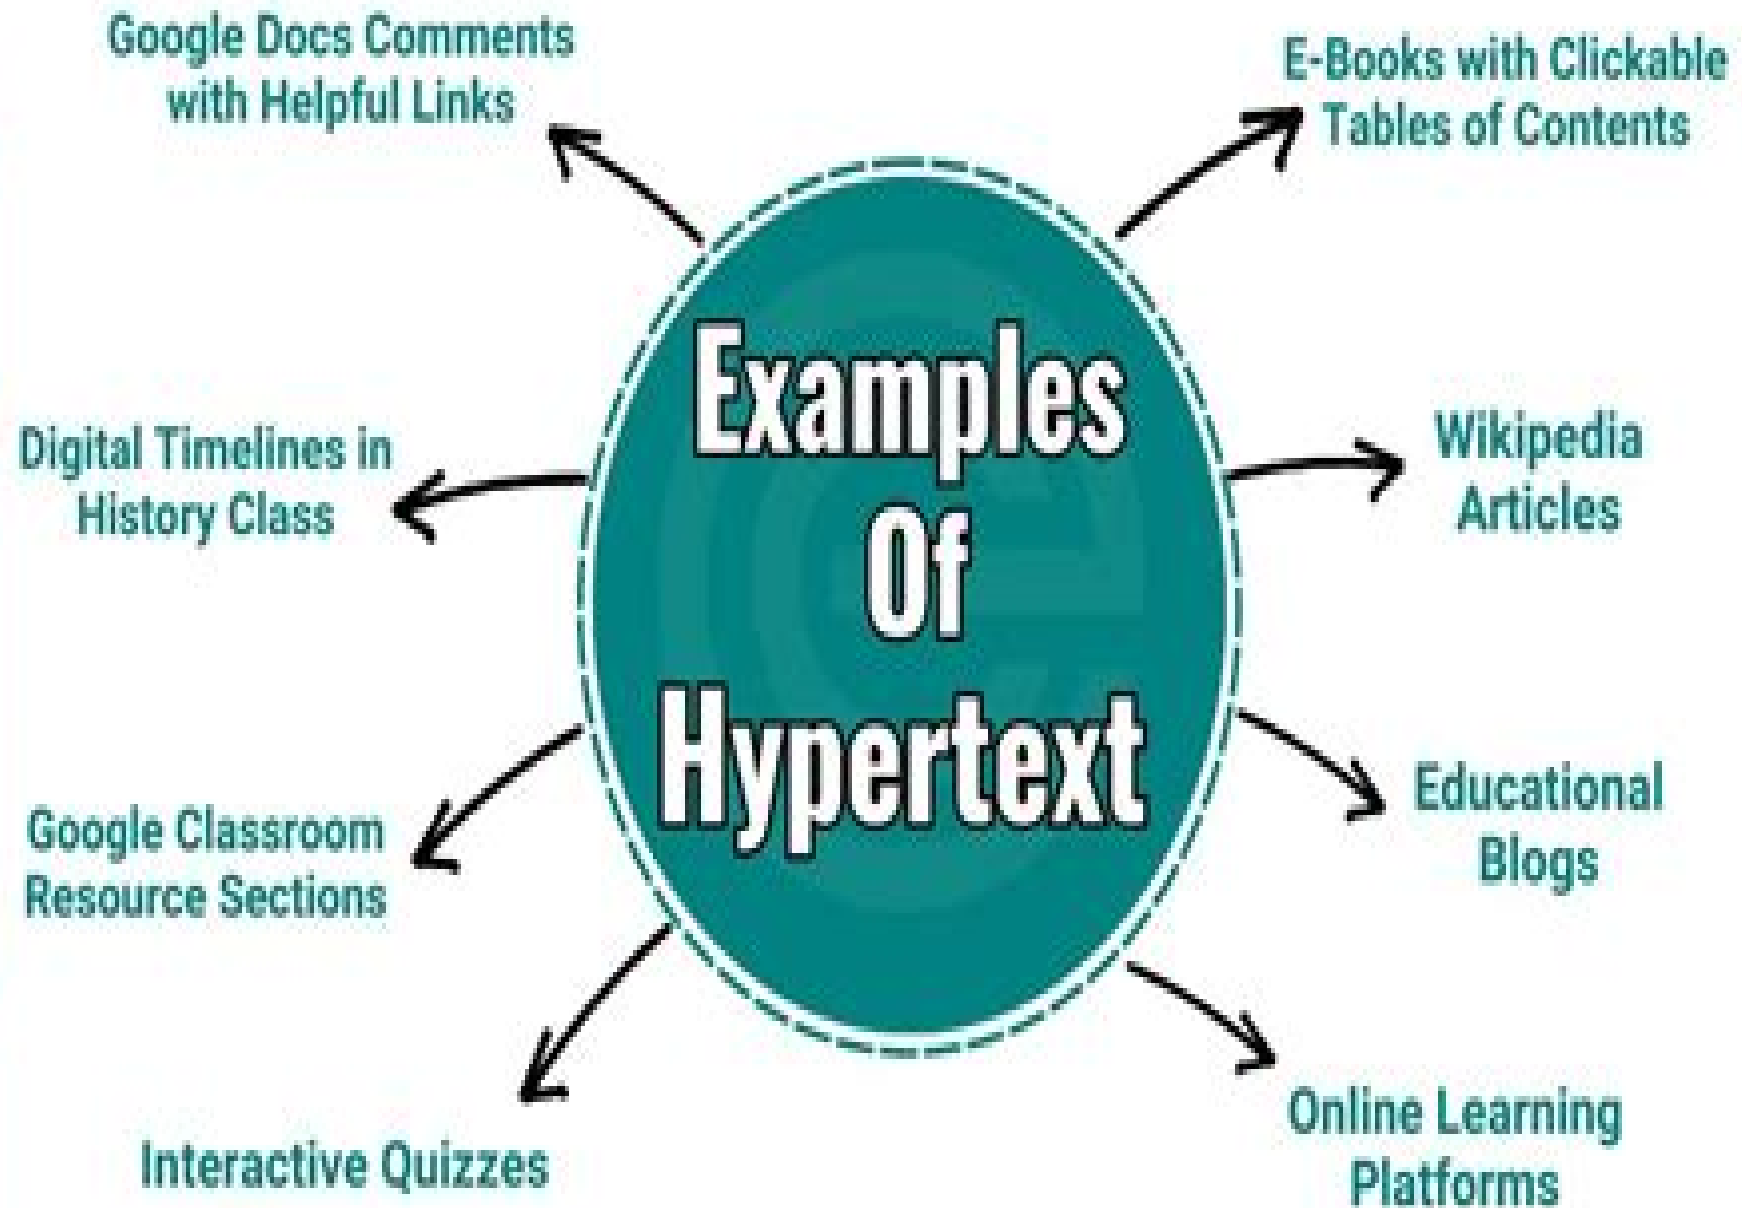 Google Docs Comments
with Helpful Links
E-Books with Clickable
Tables of Contents
Examples
Of
Hypertext
Digital Timelines in
History Class
Wikipedia
Articles
Google Classroom
Resource Sections
Educational
Blogs
Interactive Quizzes
Online Learning
Platforms